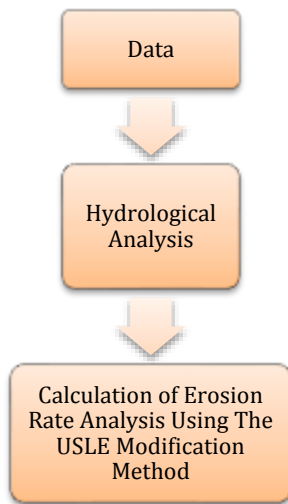 Data
Hydrological
Analysis
Calculation of Erosion
Rate Analysis Using The
USLE Modification
Method